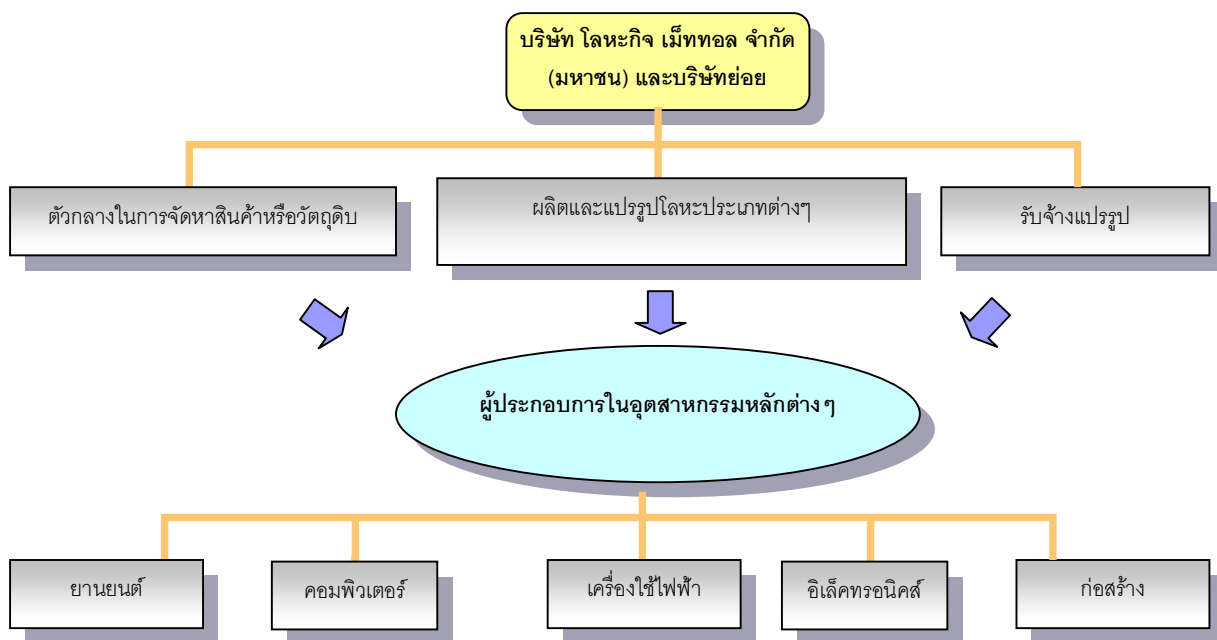 บริษัท โลหะกิจ เม็ททอล จำกัด
(มหาชน) และบริษัทย่อย
ตัวกลางในการจัดหาสินค้าหรือวัตถุดิบ
ผลิตและแปรรูปโลหะประเภทต่างๆ
รับจ้างแปรรูป
ผู้ประกอบการในอุตสาหกรรมหลักต่างๆ
ยานยนต์
คอมพิวเตอร์
เครื่องใช้ไฟฟ้า
อิเล็คทรอนิคส์
ก่อสร้าง